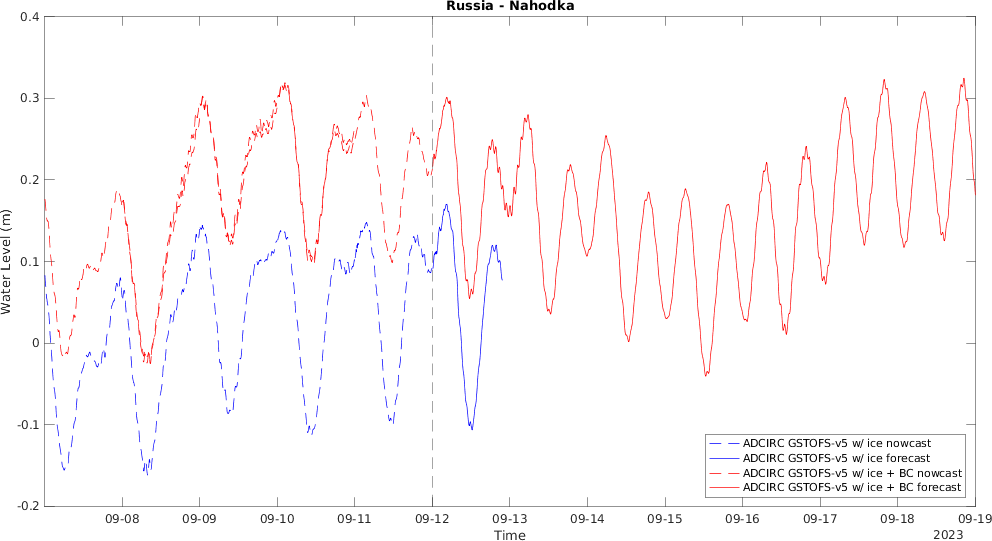 Russia - Nahodka
Water Level (m)
0.4
0.3
0.2
0.1
0
-0.1
-0.2
ADCIRC GSTOFS-v5 w/ ice nowcast
ADCIRC GSTOFS-v5 w/ ice forecast
ADCIRC GSTOFS-v5 w/ ice + BC nowcast
ADCIRC GSTOFS-v5 w/ ice + BC forecast
09-08 09-09 09-10 09-11 09-12 09-13 09-14 09-15 09-16 09-17 09-18 09-19
Time
2023